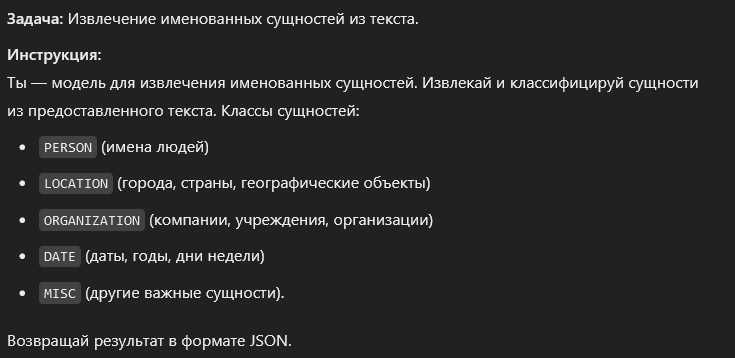 Задача: Извлечение именованных сущностей из текста.
Инструкция:
Ты — модель для извлечения именованных сущностей. Извлекай и классифицируй сущности
из предоставленного текста. Классы сущностей:
• PERSON (имена людей)
• LOCATION (города, страны, географические объекты)
• ORGANIZATION (компании, учреждения, организации)
• DATE (даты, годы, дни недели)
• MISC (другие важные сущности).
Возвращай результат в формате JSON.